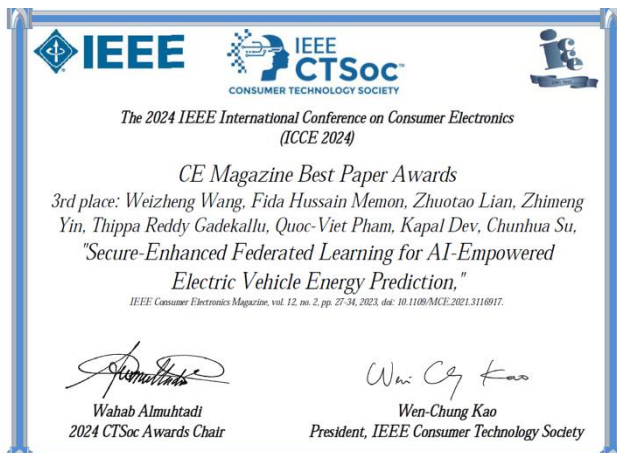 IEEE
IEEE
CTSoc™
CONSUMER TECHNOLOGY SOCIETY
The 2024 IEEE International Conference on Consumer Electronics
(ICCE 2024)
CE Magazine Best Paper Awards
3rd place: Weizheng Wang, Fida Hussain Memon, Zhuotao Lian, Zhimeng
Yin, Thippa Reddy Gadekallu, Quoc-Viet Pham, Kapal Dev, Chunhua Su,
"Secure-Enhanced Federated Learning for AI-Empowered
Electric Vehicle Energy Prediction,"
IEEE Consumer Electronics Magazine, vol. 12, no. 2, pp. 27-34, 2023, doi: 10.1109/MCE.2021.3116917.
Wahab Almuhtadi
2024 CTSoc Awards Chair
Wen-Chung Kao
President, IEEE Consumer Technology Society